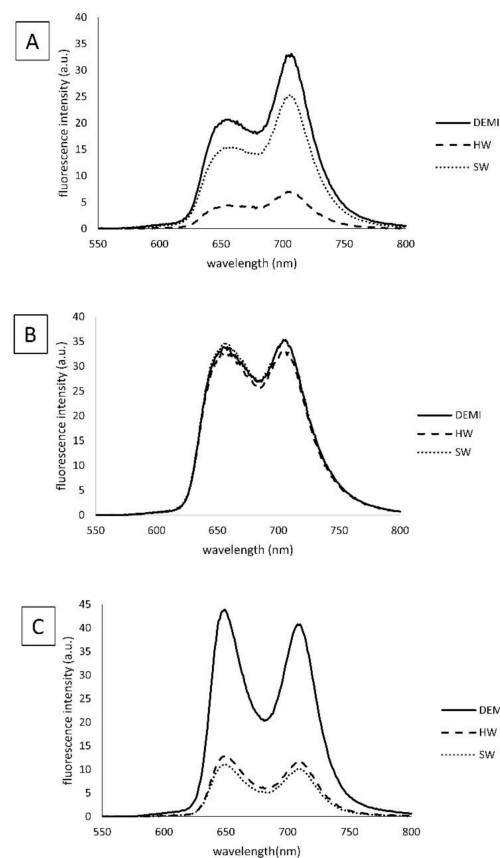 A
fluorescence intensity (a.u.)
40
35
30
25
20
15
10
5
0
550 600 650 700 750 800
wavelength (nm)
DEMI
HW
SW
B
fluorescence intensity (a.u.)
40
35
30
25
20
15
10
5
0
550 600 650 700 750 800
wavelength (nm)
DEMI
HW
SW
C
fluorescence intensity (a.u.)
45
40
35
30
25
20
15
10
5
0
550 600 650 700 750 800
wavelength(nm)
DEMI
HW
SW